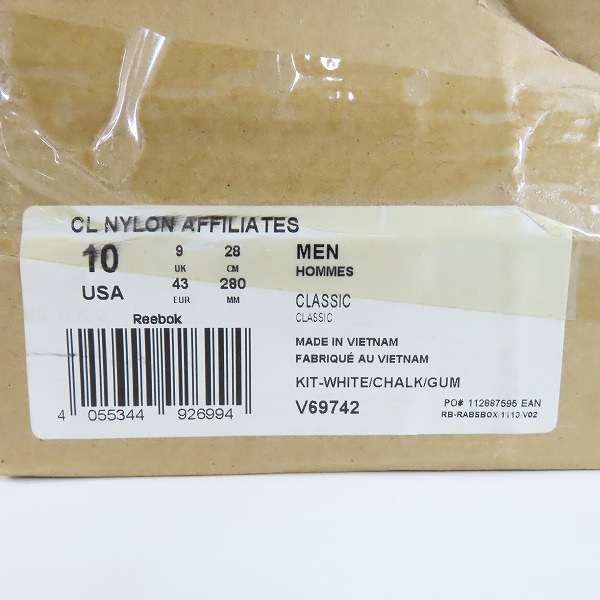 CL NYLON AFFILIATES
10 9 28
UK CM
USA 43 280
EUR MM
MEN
HOMMES
CLASSIC
CLASSIC
Reebok
4 055344 926994
MADE IN VIETNAM
FABRIQUÉ AU VIETNAM
KIT-WHITE/CHALK/GUM
V69742
PO# 112887595 EAN
RB-RABSBOX/1113/V02